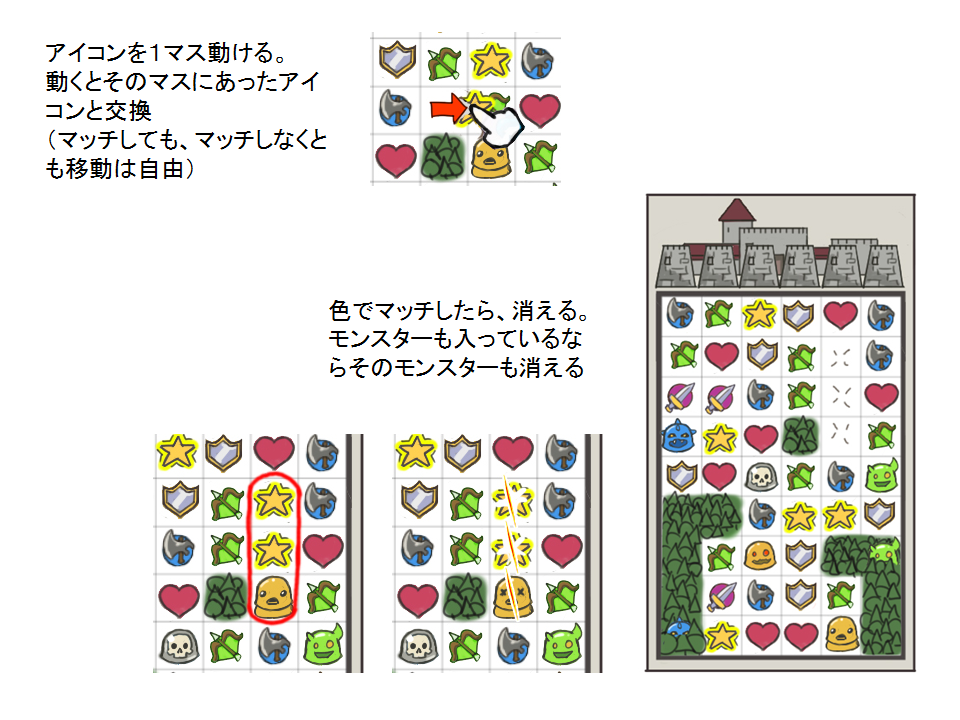 アイコンを１マス動ける。
動くとそのマスにあったアイ
コンと交換
（マッチしても、マッチしなくと
も移動は自由）
色でマッチしたら、消える。
モンスターも入っているな
らそのモンスターも消える